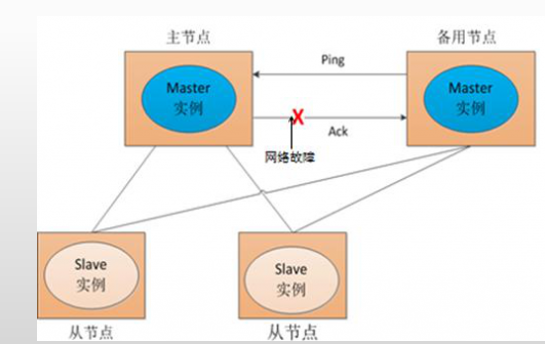 主节点
备用节点
Ping
Master
实例
Master
实例
Ack
网络故障
Slave
实例
Slave
实例
从节点
从节点